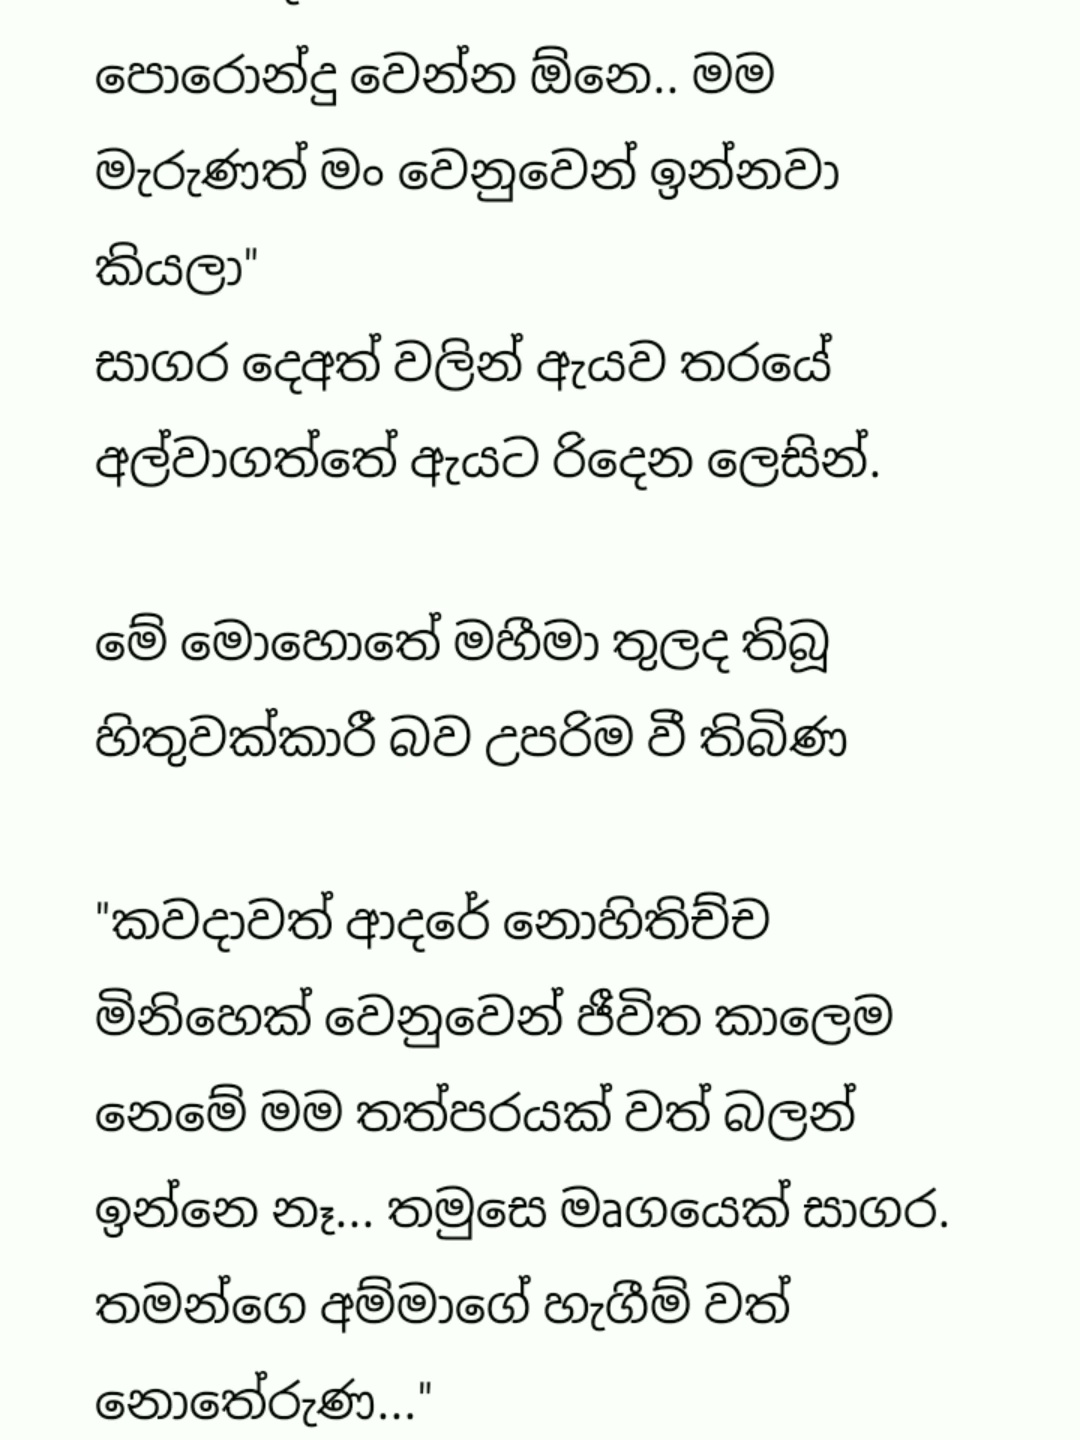 පොරොන්දු වෙන්න ඕනෙ.. මම
මැරුණත් මං වෙනුවෙන් ඉන්නවා
කියලා"
සාගර දෙඅත් වලින් ඇයව තරයේ
අල්වාගත්තේ ඇයට රිදෙන ලෙසින්.
මේ මොහොතේ මහීමා තුලද තිබූ
හිතුවක්කාරී බව උපරිම වී තිබිණ
"කවදාවත් ආදරේ නොහිතිච්ච
මිනිහෙක් වෙනුවෙන් ජීවිත කාලෙම
නෙමේ මම තත්පරයක් වත් බලන්
ඉන්නෙ නෑ... තමුසෙ මෘගයෙක් සාගර.
තමන්ගෙ අම්මාගේ හැගීම් වත්
නොතේරුණ..."